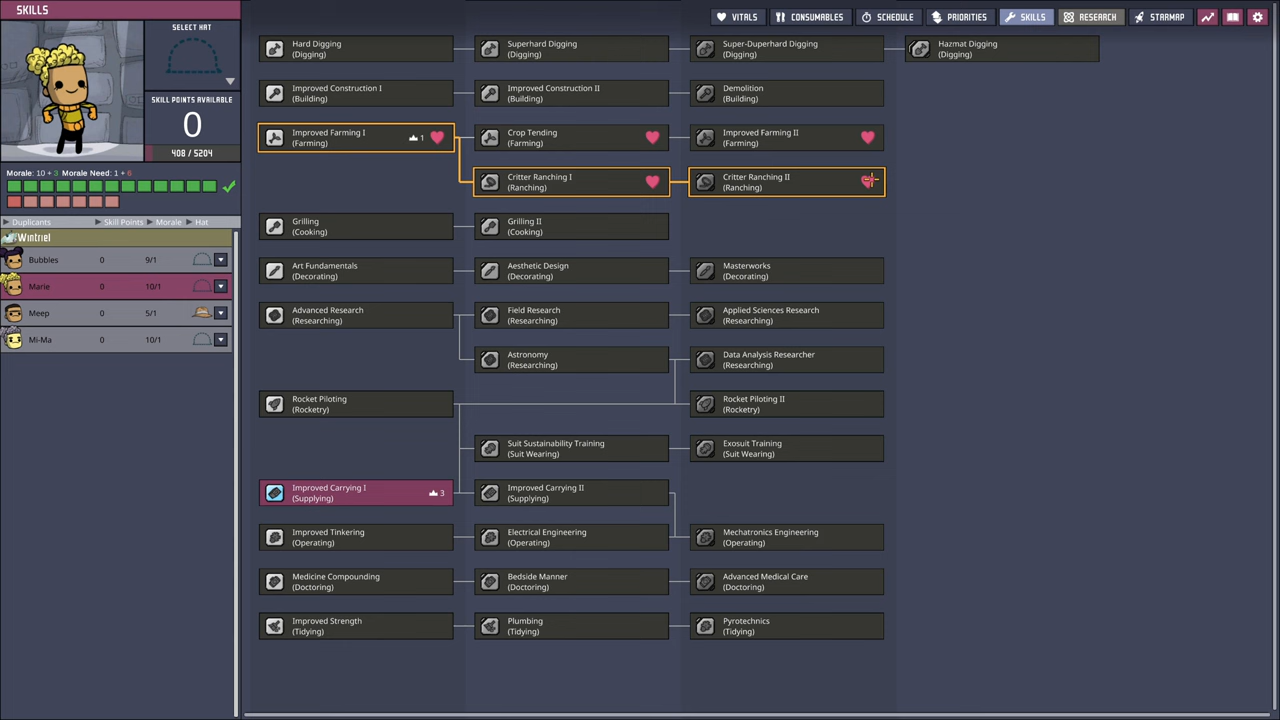 SKILLS
VITALS
CONSUMABLES
SCHEDULE
PRIORITIES
SKILLS
RESEARCH
STARMAP
SELECT HAT
SKILL POINTS AVAILABLE
0
408 / 5204
Morale: 10 + 3 Morale Need: 1 + 6
Duplicants Skill Points Morale Hat
Wintriel
Bubbles 0 9/1
Marie 0 10/1
Meep 0 5/1
Mi-Ma 0 10/1
Hard Digging
(Digging)
Superhard Digging
(Digging)
Super-Duperhard Digging
(Digging)
Hazmat Digging
(Digging)
Improved Construction I
(Building)
Improved Construction II
(Building)
Demolition
(Building)
Improved Farming I
(Farming)
1
Crop Tending
(Farming)
Improved Farming II
(Farming)
Critter Ranching I
(Ranching)
Critter Ranching II
(Ranching)
Grilling
(Cooking)
Grilling II
(Cooking)
Art Fundamentals
(Decorating)
Aesthetic Design
(Decorating)
Masterworks
(Decorating)
Advanced Research
(Researching)
Field Research
(Researching)
Applied Sciences Research
(Researching)
Astronomy
(Researching)
Data Analysis Researcher
(Researching)
Rocket Piloting
(Rocketry)
Rocket Piloting II
(Rocketry)
Suit Sustainability Training
(Suit Wearing)
Exosuit Training
(Suit Wearing)
Improved Carrying I
(Supplying)
3
Improved Carrying II
(Supplying)
Improved Tinkering
(Operating)
Electrical Engineering
(Operating)
Mechatronics Engineering
(Operating)
Medicine Compounding
(Doctoring)
Bedside Manner
(Doctoring)
Advanced Medical Care
(Doctoring)
Improved Strength
(Tidying)
Plumbing
(Tidying)
Pyrotechnics
(Tidying)